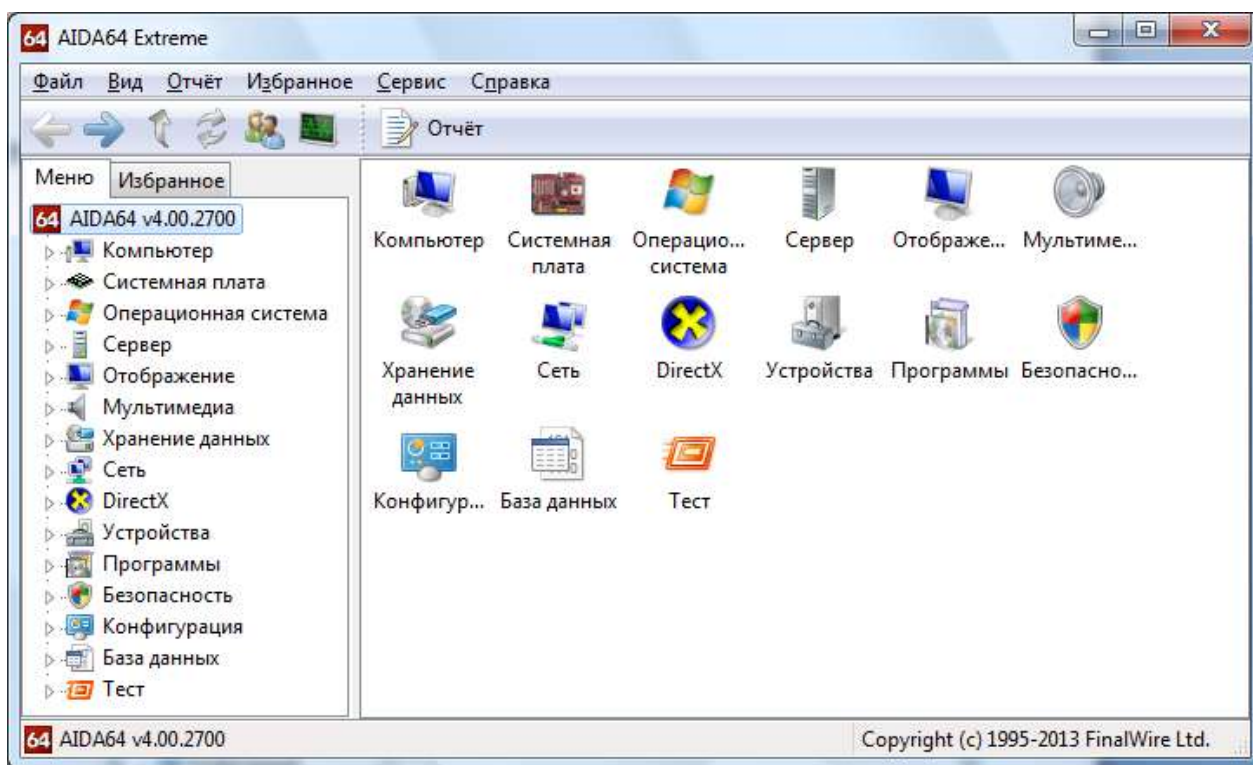 64 AIDA64 Extreme
Файл Вид Отчёт Избранное Сервис Справка
Отчёт
Меню Избранное
64 AIDA64 v4.00.2700
Компьютер
Системная плата
Операционная система
Сервер
Отображение
Мультимедиа
Хранение данных
Сеть
DirectX
Устройства
Программы
Безопасность
Конфигурация
База данных
Тест
Компьютер Системная плата Операцио... система Сервер Отображе... Мультиме...
Хранение данных Сеть DirectX Устройства Программы Безопасно...
Конфигур... База данных Тест
64 AIDA64 v4.00.2700 Copyright (c) 1995-2013 FinalWire Ltd.